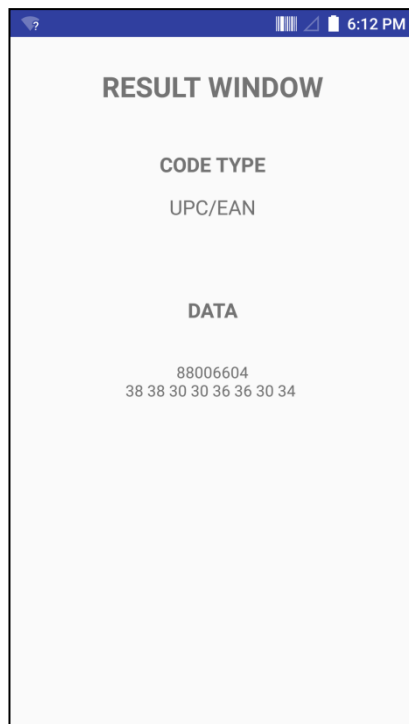 6:12 PM
RESULT WINDOW
CODE TYPE
UPC/EAN
DATA
88006604
38 38 30 30 36 36 30 34